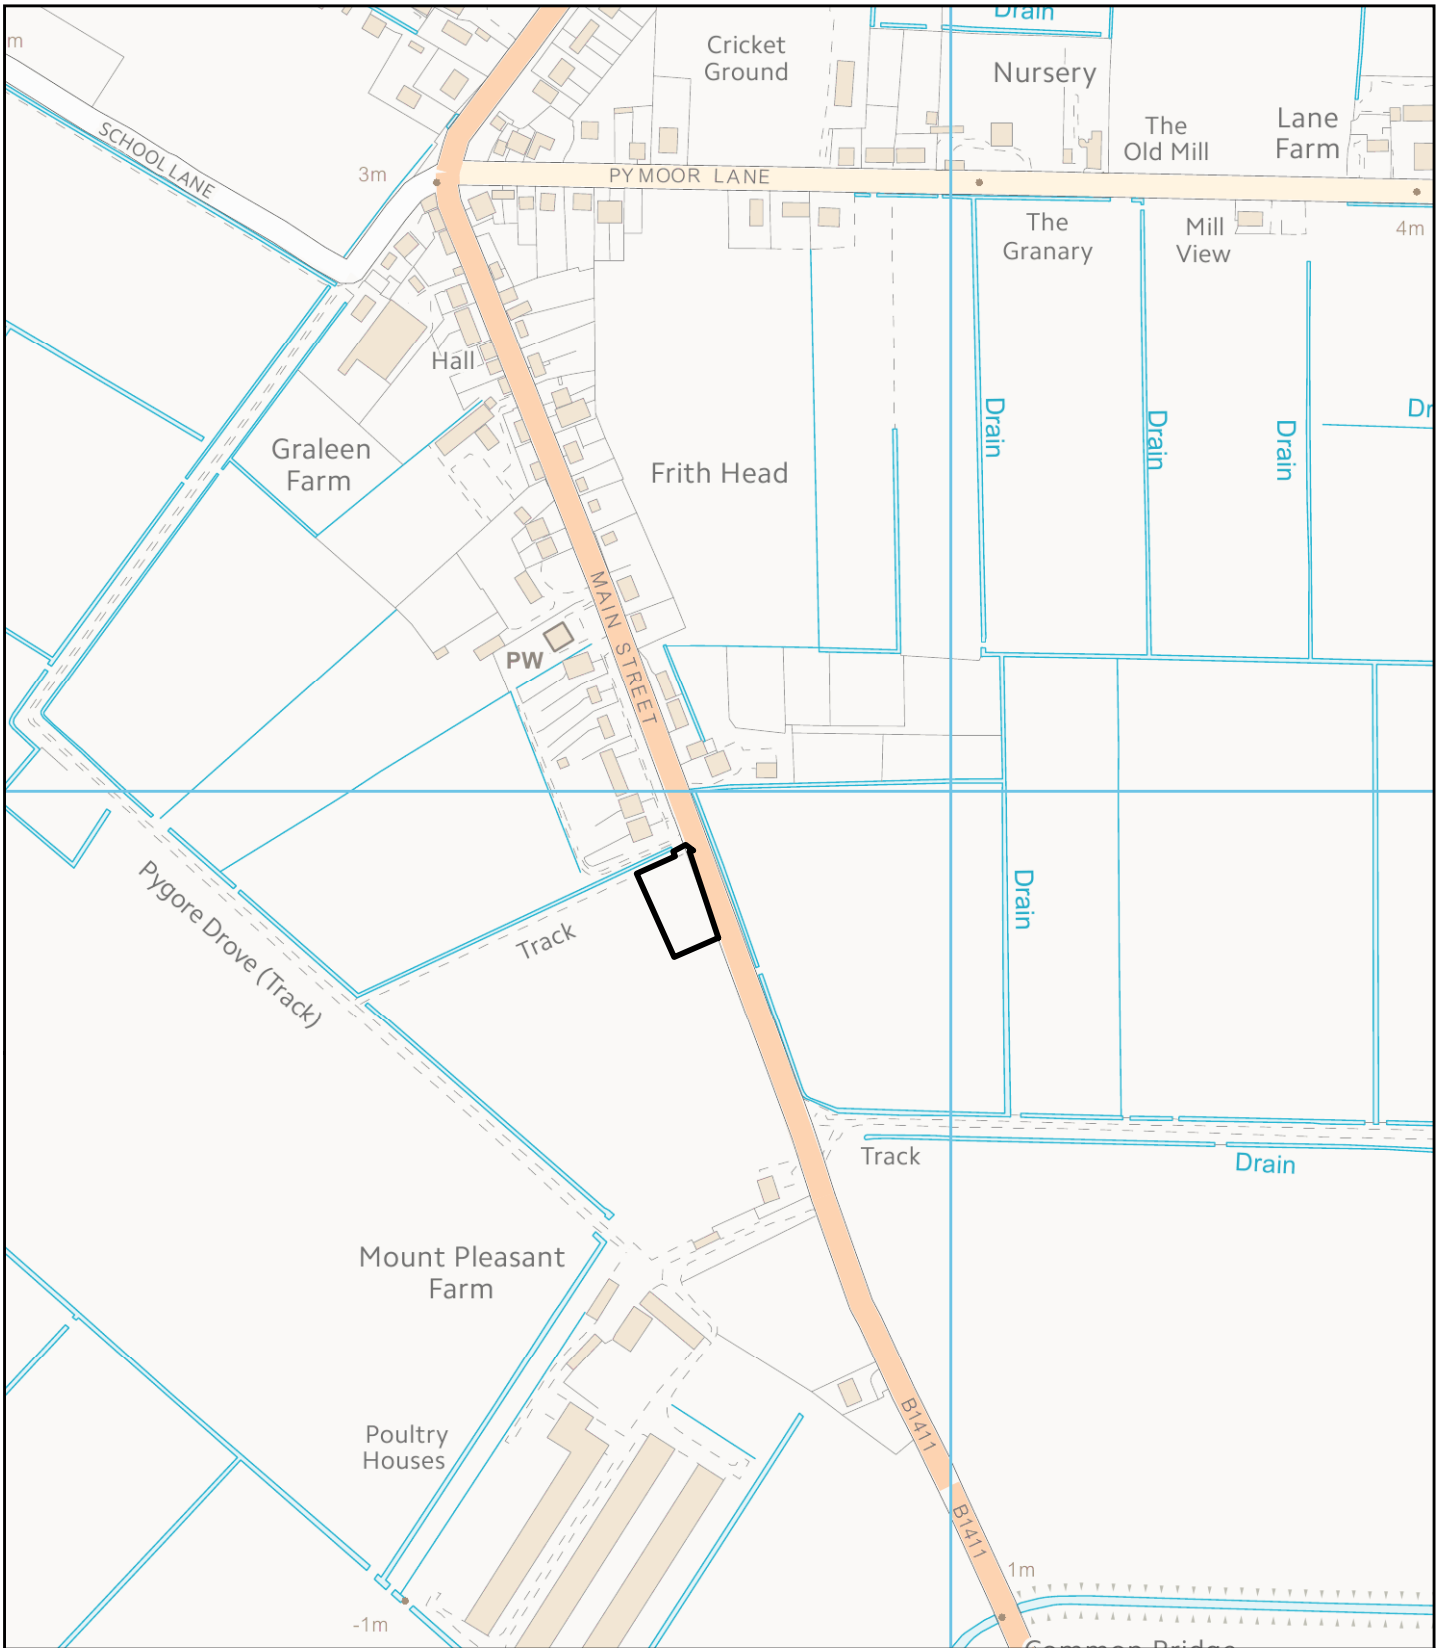 Drain
m
Cricket
Ground
Nursery
The
Old Mill
Lane
Farm
SCHOOL LANE
3m
PYMOOR LANE
The
Granary
Mill
View
4m
Hall
Drain
Drain
Drain
Dr
Graleen
Farm
Frith Head
MAIN STREET
PW
Pygore Drove (Track)
Track
Drain
Track
Drain
Mount Pleasant
Farm
Poultry
Houses
B1411
B1411
1m
-1m
Common Bridge